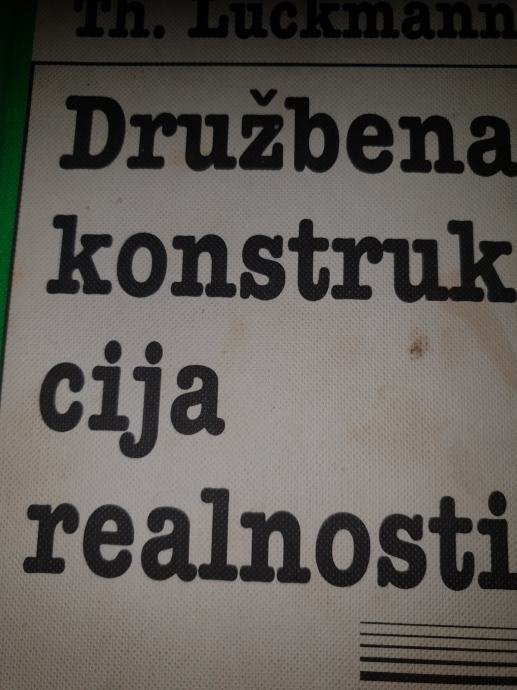 Th. Luckmann
Družbena
konstruk
cija
realnosti